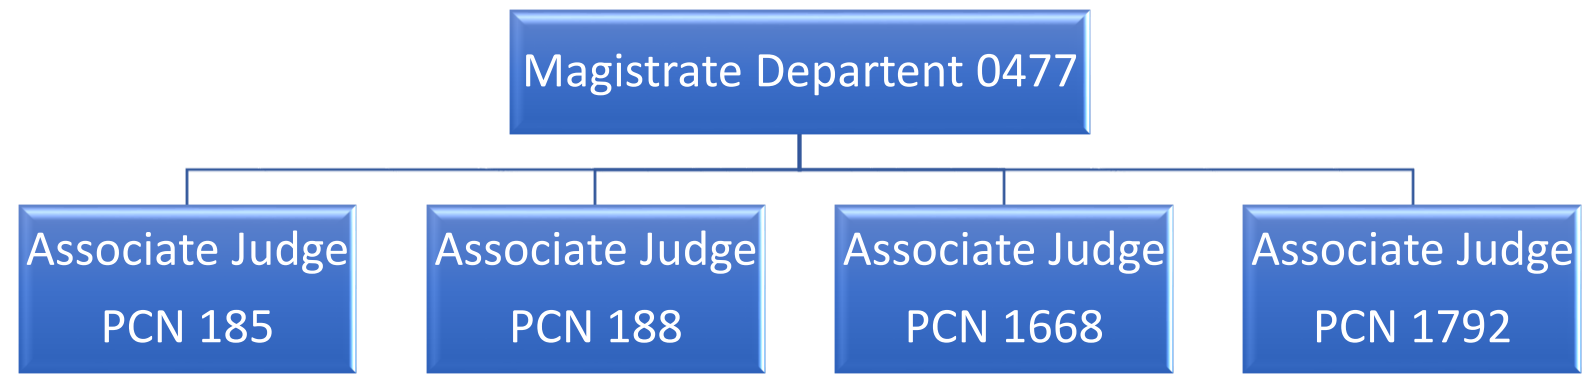 Magistrate Departent 0477
Associate Judge
PCN 185
Associate Judge
PCN 188
Associate Judge
PCN 1668
Associate Judge
PCN 1792